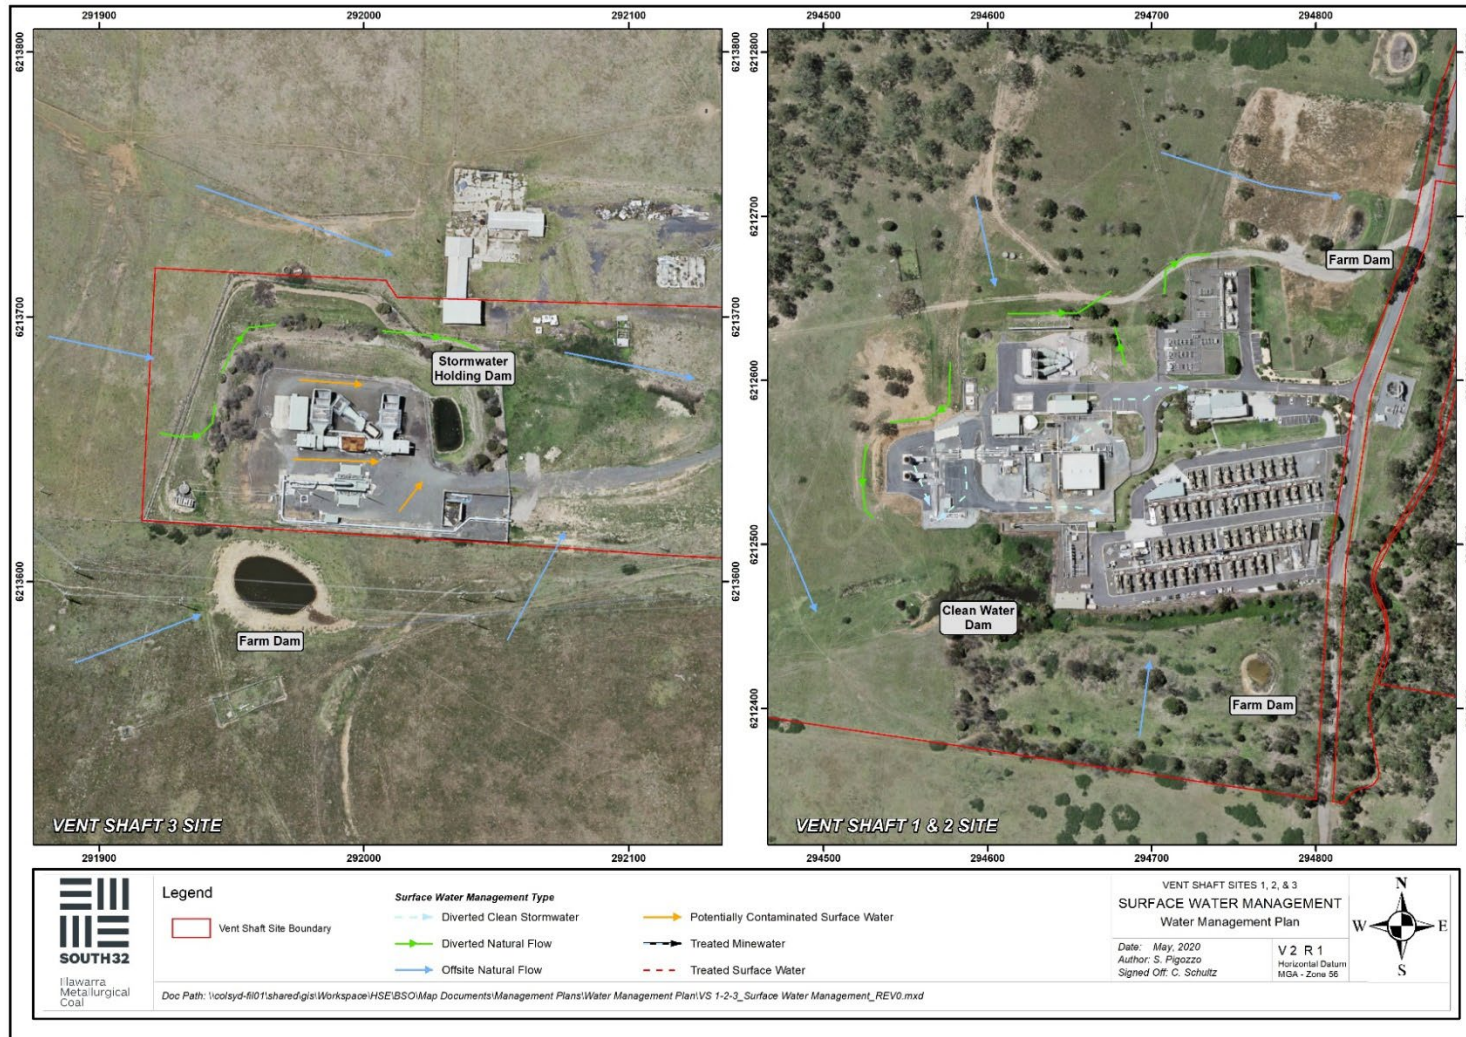 291900
292000
292100
294500
294600
294700
294800
6213800
6213700
6213600
6213800
6213700
6213600
6212800
6212700
6212600
6212500
6212400
Stormwater
Holding Dam
Farm Dam
VENT SHAFT 3 SITE
Farm Dam
Clean Water
Dam
Farm Dam
VENT SHAFT 1 & 2 SITE
291900
292000
292100
294500
294600
294700
294800
SOUTH32
Illawarra
Metallurgical
Coal
Legend
Vent Shaft Site Boundary
Surface Water Management Type
Diverted Clean Stormwater
Diverted Natural Flow
Offsite Natural Flow
Potentially Contaminated Surface Water
Treated Minewater
Treated Surface Water
Doc Path: \\colsyd-fil01\shared\gis\Workspace\HSE\BSO\Map Documents\Management Plans\Water Management Plan\VS 1-2-3_Surface Water Management_REV0.mxd
VENT SHAFT SITES 1, 2, & 3
SURFACE WATER MANAGEMENT
Water Management Plan
Date: May, 2020
Author: S. Pigozzo
Signed Off: C. Schultz
V 2 R 1
Horizontal Datum
MGA - Zone 56
N
W
E
S